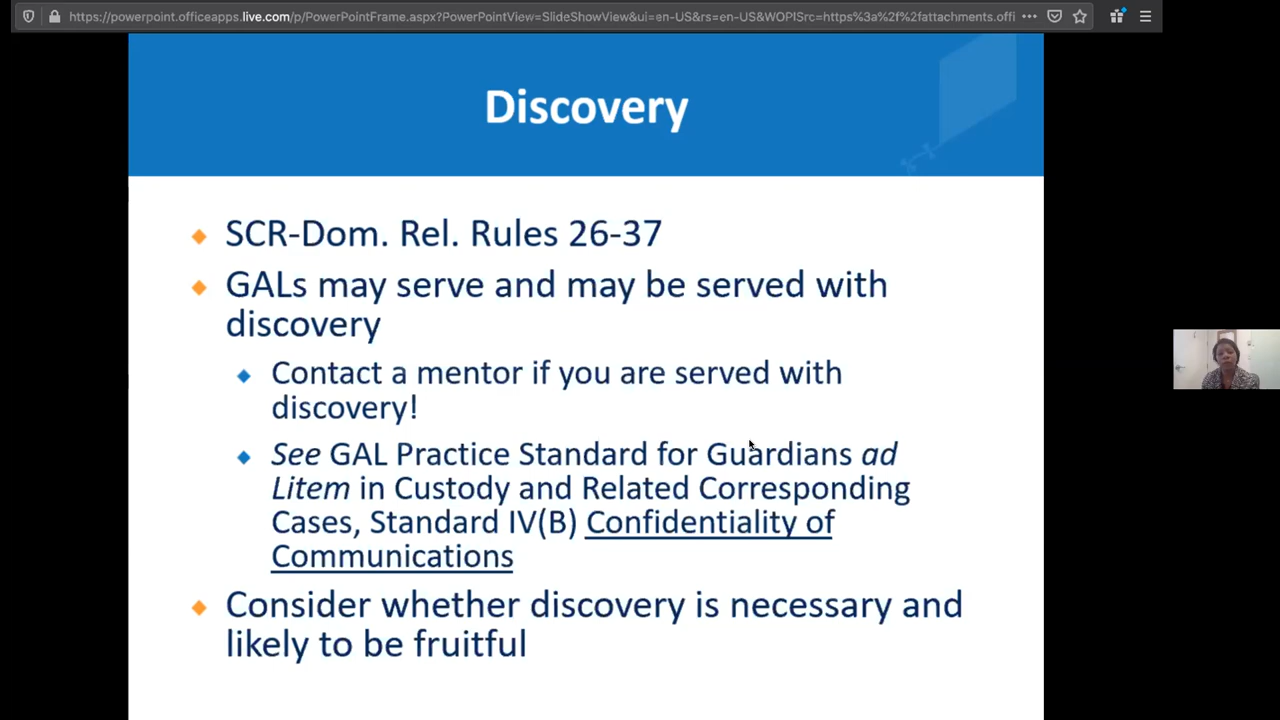 https://powerpoint.officeapps.live.com/p/PowerPointFrame.aspx?PowerPointView=SlideShowView&ui=en-US&rs=en-US&WOPISrc=https%3a%2f%2fattachments.offi
Discovery
SCR-Dom. Rel. Rules 26-37
GALs may serve and may be served with
discovery
Contact a mentor if you are served with
discovery!
See GAL Practice Standard for Guardians ad
Litem in Custody and Related Corresponding
Cases, Standard IV(B) Confidentiality of
Communications
Consider whether discovery is necessary and
likely to be fruitful